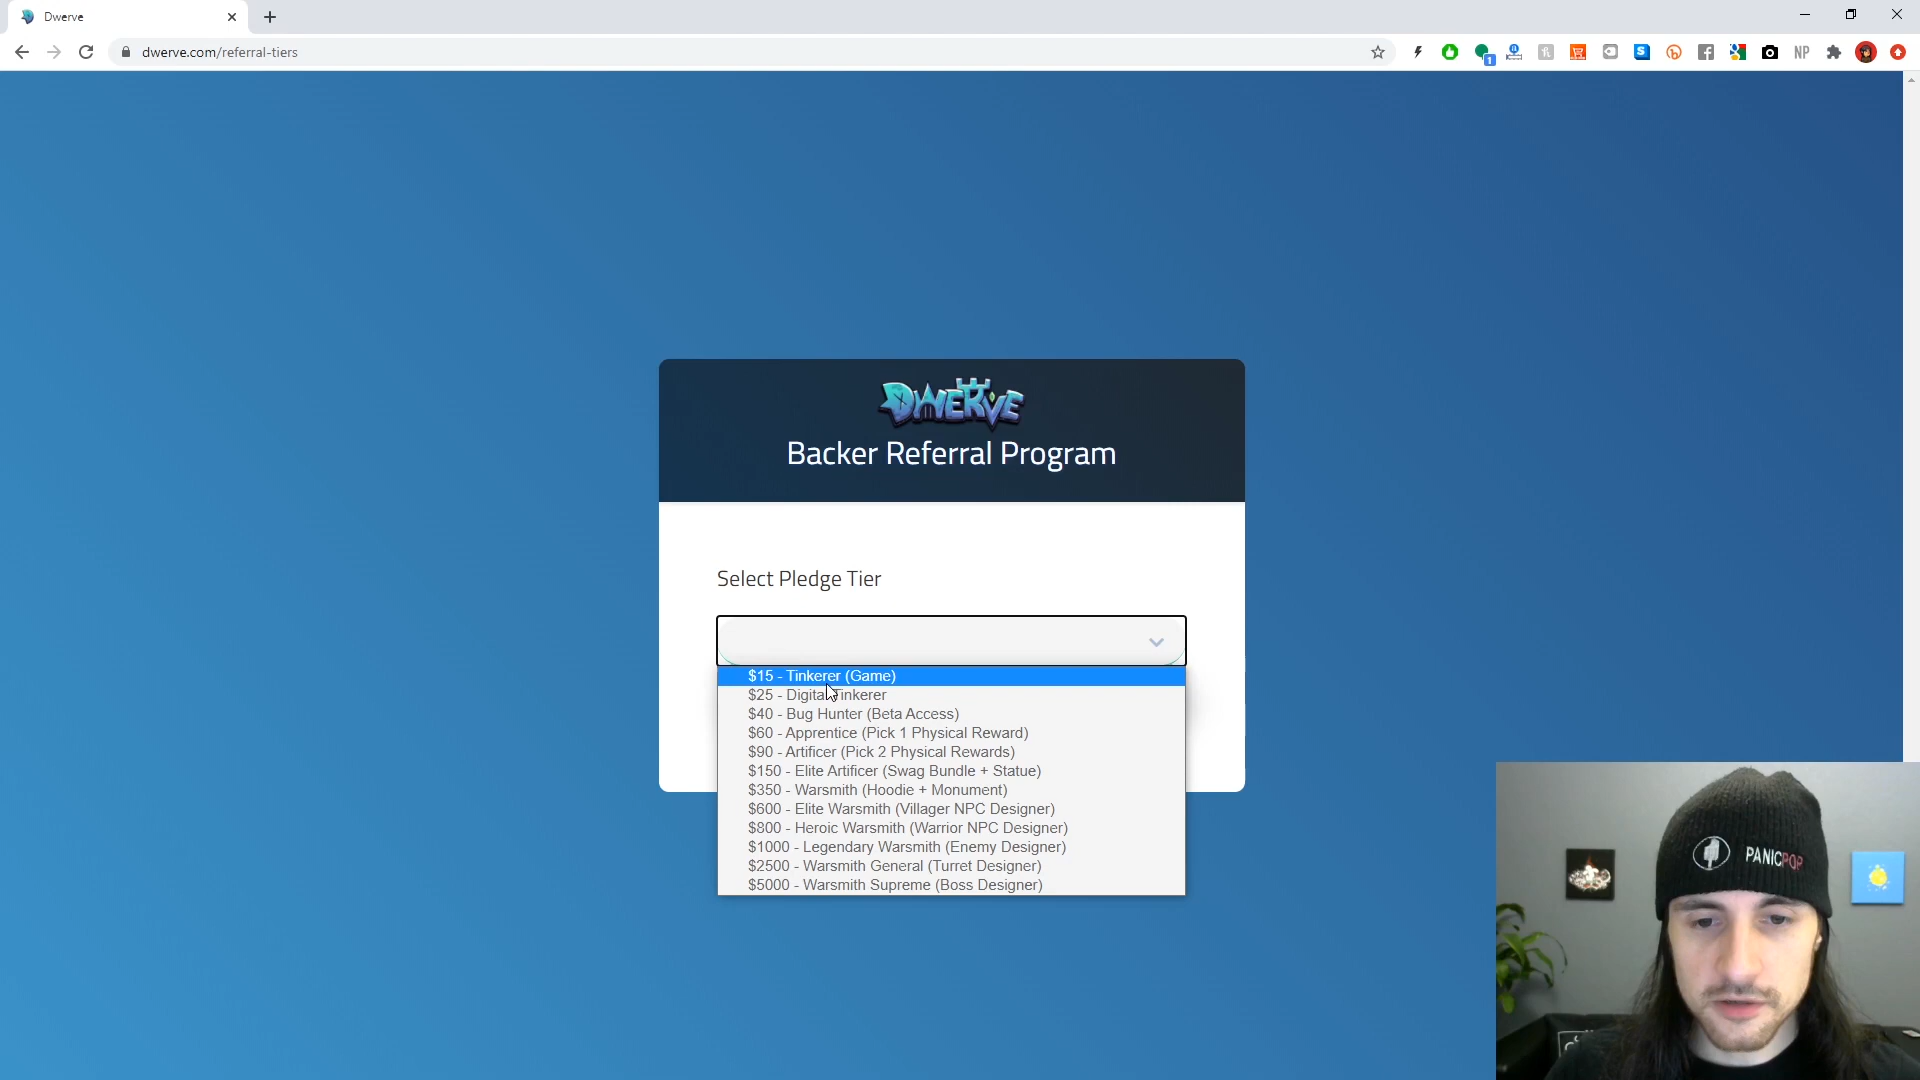 Dwerve
dwerve.com/referral-tiers
1
NP
DWERVE
Backer Referral Program
Select Pledge Tier
$15 - Tinkerer (Game)
$25 - Digital Tinkerer
$40 - Bug Hunter (Beta Access)
$60 - Apprentice (Pick 1 Physical Reward)
$90 - Artificer (Pick 2 Physical Rewards)
$150 - Elite Artificer (Swag Bundle + Statue)
$350 - Warsmith (Hoodie + Monument)
$600 - Elite Warsmith (Villager NPC Designer)
$800 - Heroic Warsmith (Warrior NPC Designer)
$1000 - Legendary Warsmith (Enemy Designer)
$2500 - Warsmith General (Turret Designer)
$5000 - Warsmith Supreme (Boss Designer)
PANICPOP